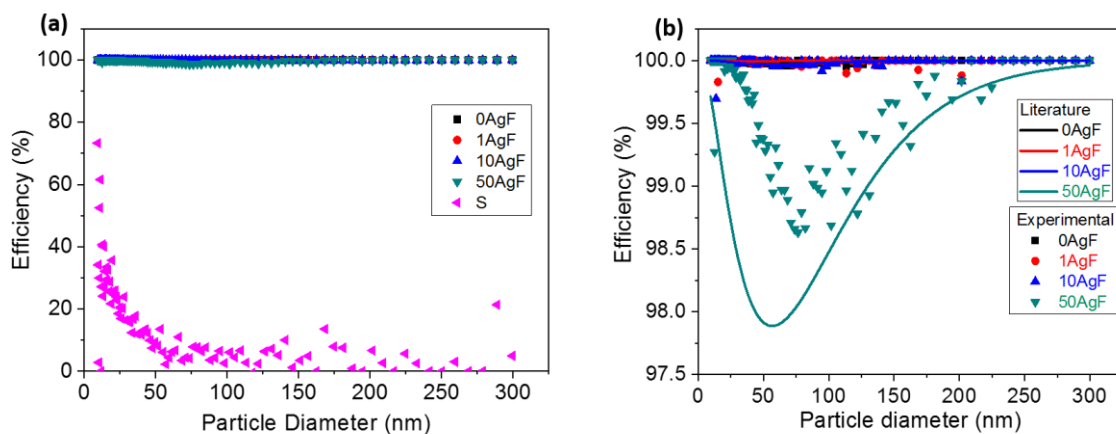 (a)
100
80
60
40
20
0
Efficiency (%)
0AgF
1AgF
10AgF
50AgF
S
0 50 100 150 200 250 300
Particle Diameter (nm)
(b)
100.0
99.5
99.0
98.5
98.0
97.5
Efficiency (%)
Literature
0AgF
1AgF
10AgF
50AgF
Experimental
0AgF
1AgF
10AgF
50AgF
0 50 100 150 200 250 300
Particle diameter (nm)